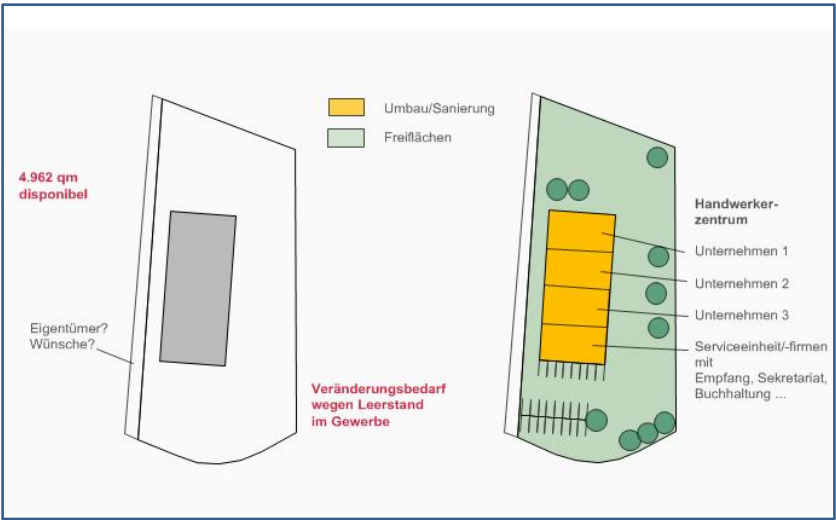 Umbau/Sanierung
Freiflächen
4.962 qm
disponibel
Eigentümer?
Wünsche?
Veränderungsbedarf
wegen Leerstand
im Gewerbe
Handwerker-
zentrum
Unternehmen 1
Unternehmen 2
Unternehmen 3
Serviceeinheit/-firmen
mit
Empfang, Sekretariat,
Buchhaltung ...